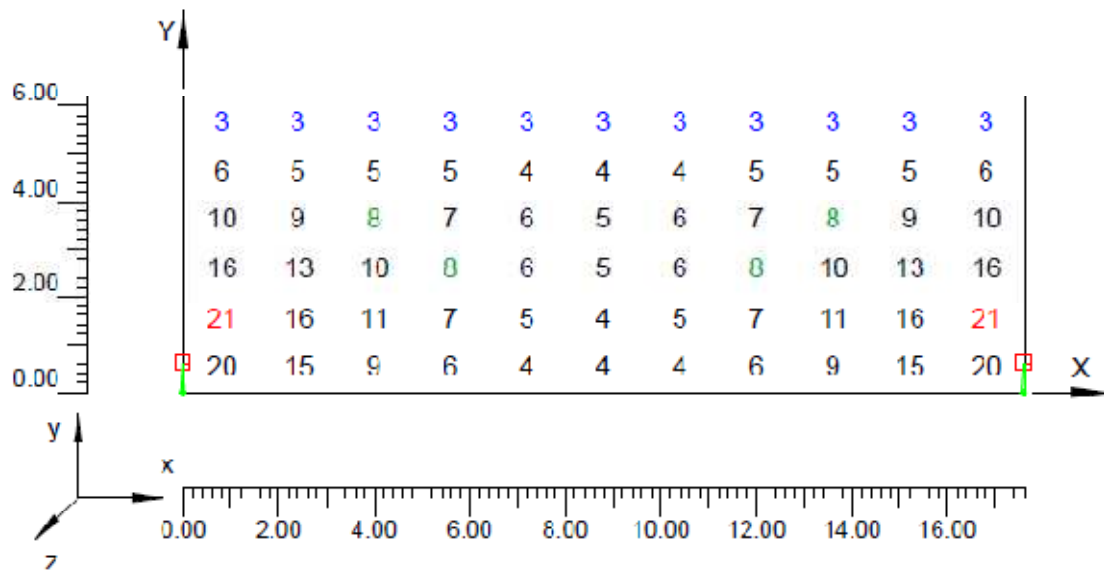 Y
6.00
3 3 3 3 3 3 3 3 3 3 3
6 5 5 5 4 4 4 5 5 5 6
4.00
10 9 8 7 6 5 6 7 8 9 10
16 13 10 8 6 5 6 8 10 13 16
2.00
21 16 11 7 5 4 5 7 11 16 21
20 15 9 6 4 4 4 6 9 15 20
0.00
X
y
x
z
0.00 2.00 4.00 6.00 8.00 10.00 12.00 14.00 16.00